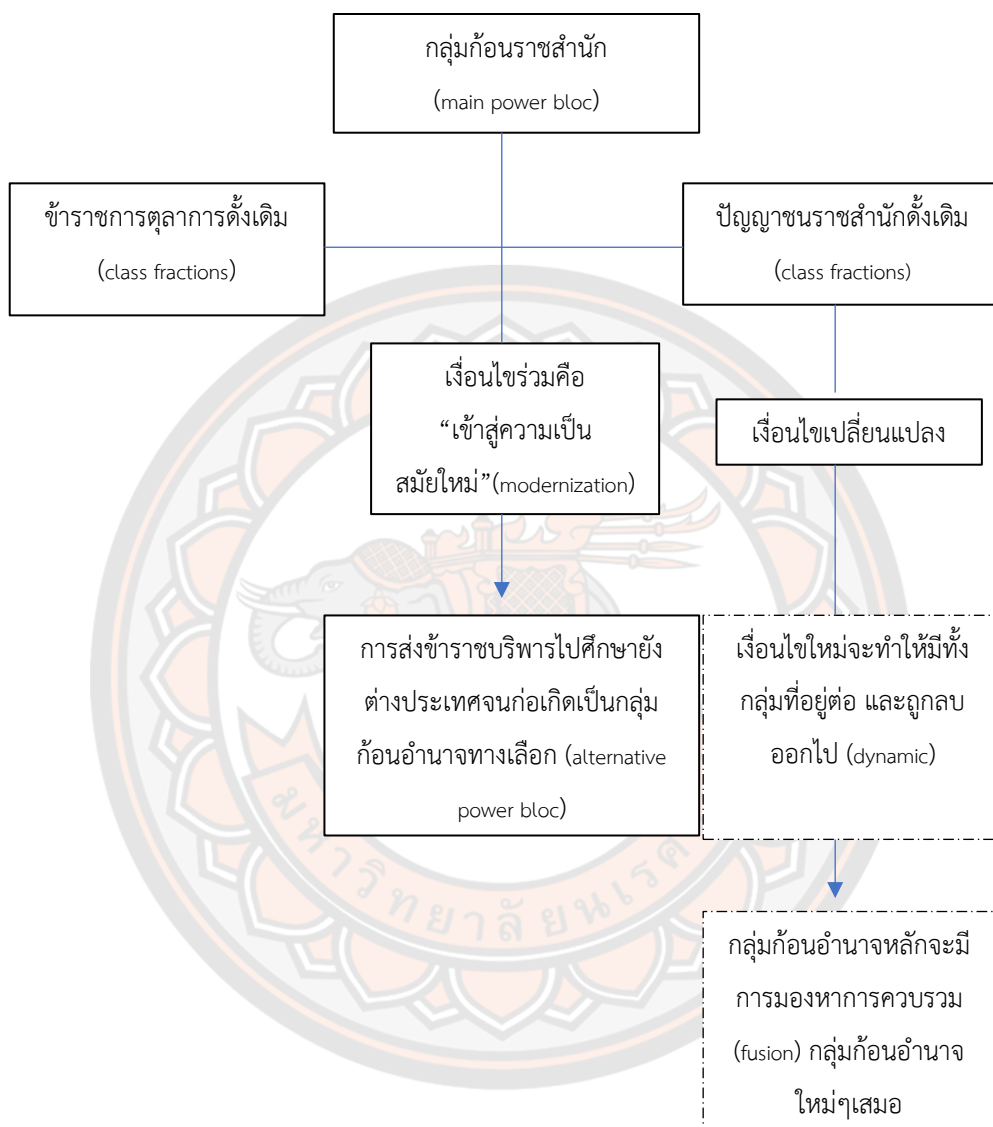 กลุ่มก้อนราชสำนัก
(main power bloc)
ข้าราชการตุลาการดั้งเดิม
(class fractions)
ปัญญาชนราชสำนักดั้งเดิม
(class fractions)
เงื่อนไขร่วมคือ
“เข้าสู่ความเป็น
สมัยใหม่”(modernization)
เงื่อนไขเปลี่ยนแปลง
การส่งข้าราชบริพารไปศึกษายัง
ต่างประเทศจนก่อเกิดเป็นกลุ่ม
ก้อนอำนาจทางเลือก (alternative
power bloc)
เงื่อนไขใหม่จะทำให้มีทั้ง
กลุ่มที่อยู่ต่อ และถูกลบ
ออกไป (dynamic)
กลุ่มก้อนอำนาจหลักจะมี
การมองหาการควบรวม
(fusion) กลุ่มก้อนอำนาจ
ใหม่ๆเสมอ
มหาวิทยาลัยนเรศ